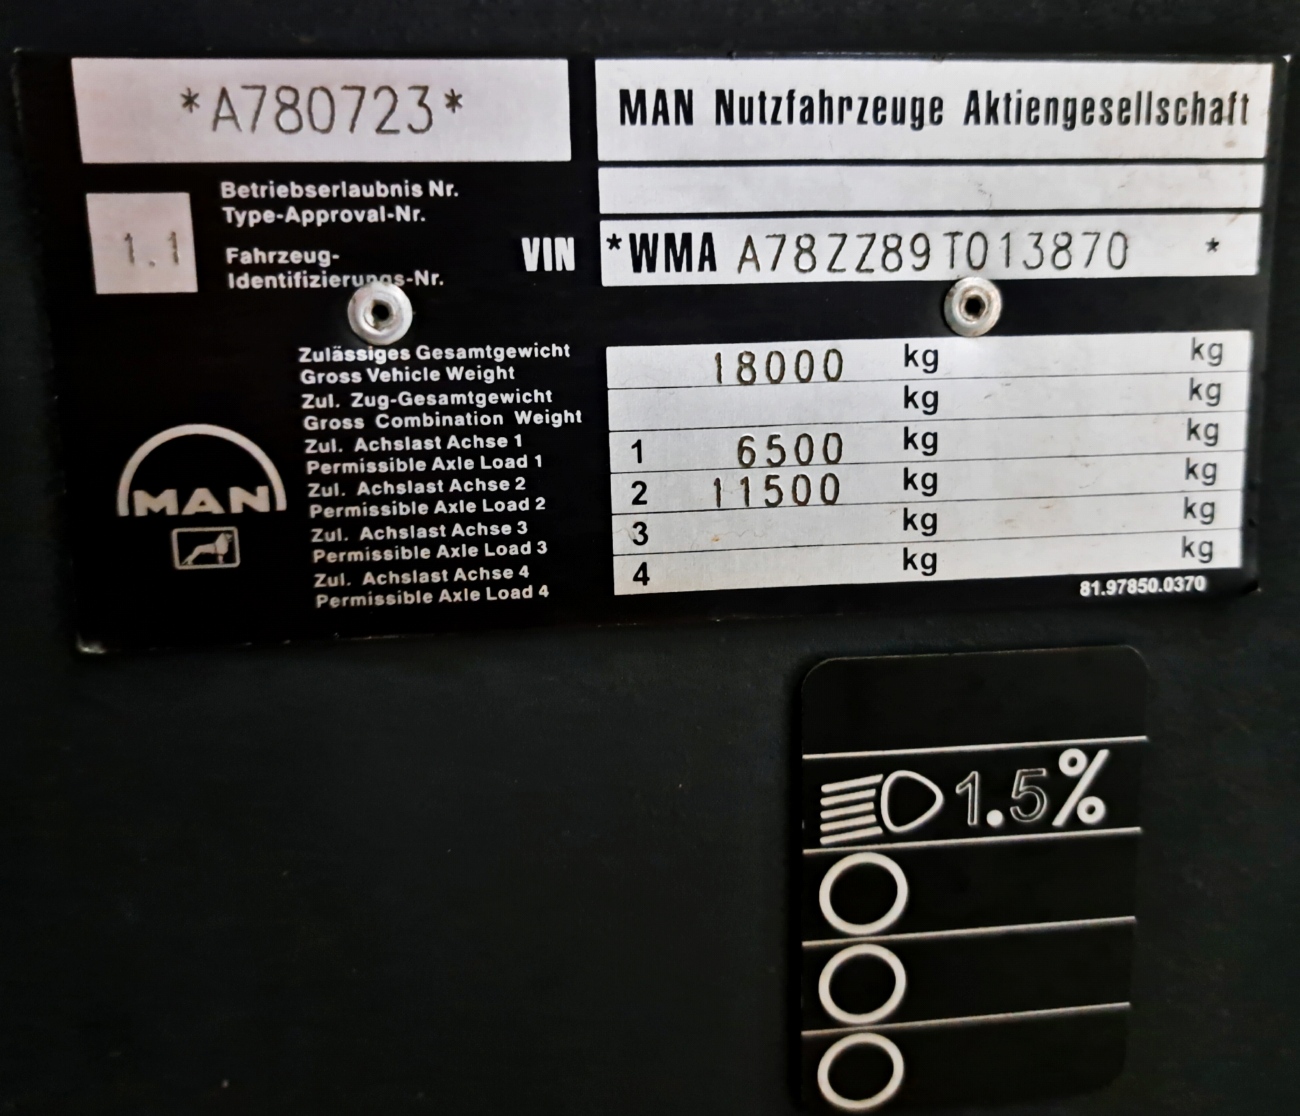 *A780723*
MAN Nutzfahrzeuge Aktiengesellschaft
Betriebserlaubnis Nr.
Type-Approval-Nr.
1.1
Fahrzeug-
Identifizierungs-Nr.
VIN *WMA A78ZZ89T013870 *
Zulässiges Gesamtgewicht
Gross Vehicle Weight
18000 kg kg
Zul. Zug-Gesamtgewicht
Gross Combination Weight
kg kg
Zul. Achslast Achse 1
Permissible Axle Load 1
1 6500 kg kg
Zul. Achslast Achse 2
Permissible Axle Load 2
2 11500 kg kg
Zul. Achslast Achse 3
Permissible Axle Load 3
3 kg kg
Zul. Achslast Achse 4
Permissible Axle Load 4
4 kg kg
MAN
81.97850.0370
1.5%